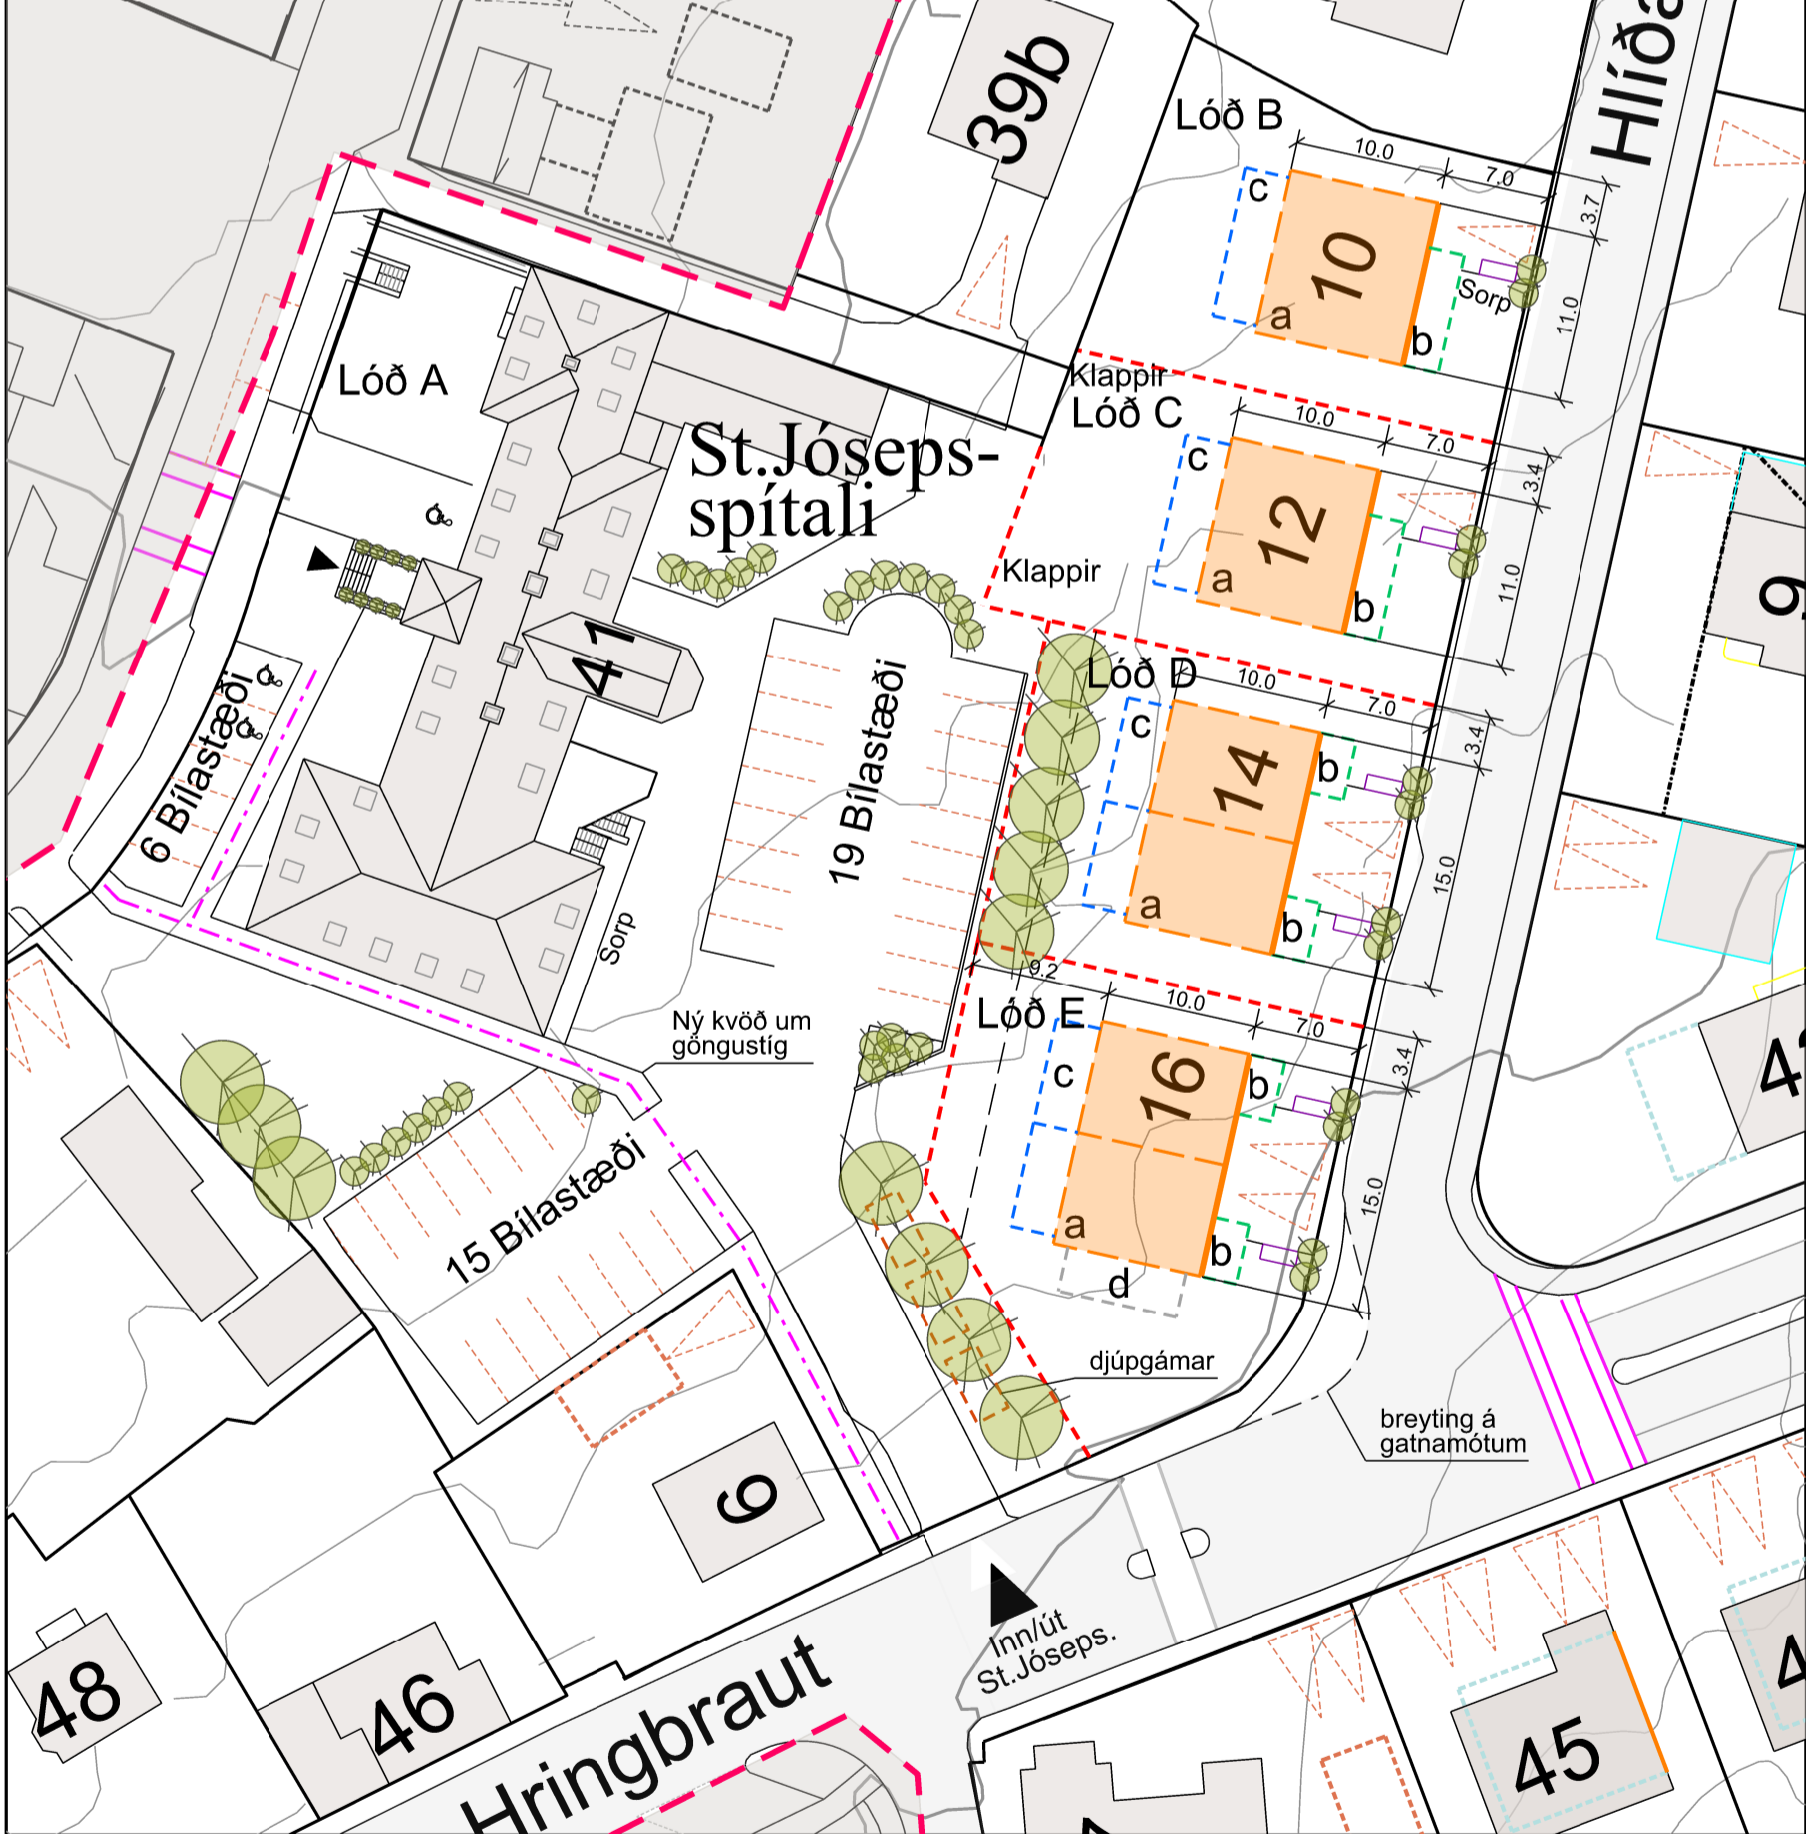 Hlíða
39b
Lóð B
10.0
7.0
3.7
c
10
Sorp
11.0
a
b
Lóð A
Klappir
Lóð C
10.0
7.0
St.Jóseps-
spítali
c
3.4
12
Klappir
11.0
a
b
9
41
Lóð D
10.0
7.0
6 Bílastæði
19 Bílastæði
c
3.4
14
b
15.0
a
b
Sorp
9.2
10.0
7.0
Lóð E
Ný kvöð um
göngustíg
3.4
c
16
b
15 Bílastæði
15.0
a
b
d
djúpgámar
breyting á
gatnamótum
6
Inn/út
St.Jóseps.
48
46
Hringbraut
45
4